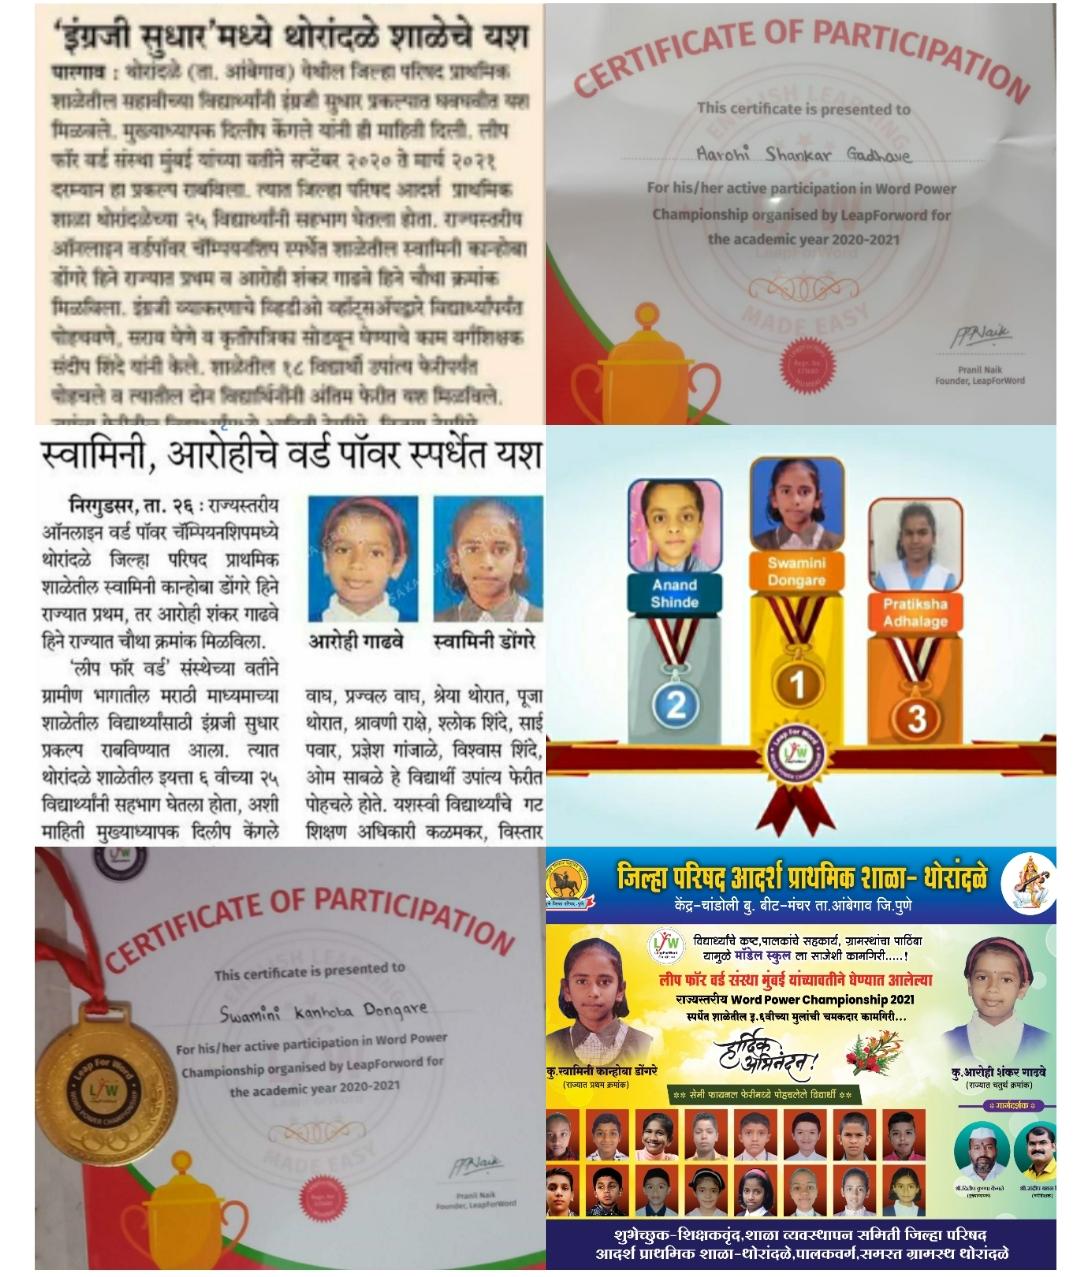 'इंग्रजी सुधार'मध्ये थोरांदळे शाळेचे यश
पारगाव : थोरांदळे (ता. आंबेगाव) येथील जिल्हा परिषद प्राथमिक
शाळेतील सहावीच्या विद्यार्थ्यांनी इंग्रजी सुधार प्रकल्पात घवघवीत यश
मिळवले. मुख्याध्यापक दिलीप केंगले यांनी ही माहिती दिली. लीप
फॉर वर्ड संस्था मुंबई यांच्या वतीने सप्टेंबर २०२० ते मार्च २०२१
दरम्यान हा प्रकल्प राबविला. त्यात जिल्हा परिषद आदर्श प्राथमिक
शाळा थोरांदळेच्या २५ विद्यार्थ्यांनी सहभाग घेतला होता. राज्यस्तरीय
ऑनलाइन वर्डपॉवर चॅम्पियनशिप स्पर्धेत शाळेतील स्वामिनी कान्होबा
डोंगरे हिने राज्यात प्रथम व आरोही शंकर गाढवे हिने चौथा क्रमांक
मिळविला. इंग्रजी व्याकरणाचे व्हिडीओ व्हॉट्सअॅपद्वारे विद्यार्थ्यांपर्यंत
पोहचवणे, सराव घेणे व कृतीपत्रिका सोडवून घेण्याचे काम वर्गशिक्षक
संदीप शिंदे यांनी केले. शाळेतील १८ विद्यार्थी उपांत्य फेरीपर्यंत
पोहचले व त्यातील दोन विद्यार्थिनींनी अंतिम फेरीत यश मिळविले.
CERTIFICATE OF PARTICIPATION
This certificate is presented to
Aarohi Shankar Gadhave
For his/her active participation in Word Power
Championship organised by LeapForword for
the academic year 2020-2021
MADE EASY
Pranil Naik
Founder, LeapForWord
स्वामिनी, आरोहीचे वर्ड पॉवर स्पर्धेत यश
निरगुडसर, ता. २६ : राज्यस्तरीय
ऑनलाईन वर्ड पॉवर चॅम्पियनशिपमध्ये
थोरांदळे जिल्हा परिषद प्राथमिक
शाळेतील स्वामिनी कान्होबा डोंगरे हिने
राज्यात प्रथम, तर आरोही शंकर गाढवे
हिने राज्यात चौथा क्रमांक मिळविला.
'लीप फॉर वर्ड' संस्थेच्या वतीने
ग्रामीण भागातील मराठी माध्यमाच्या
शाळेतील विद्यार्थ्यांसाठी इंग्रजी सुधार
प्रकल्प राबविण्यात आला. त्यात
थोरांदळे शाळेतील इयत्ता ६ वीच्या २५
विद्यार्थ्यांनी सहभाग घेतला होता, अशी
माहिती मुख्याध्यापक दिलीप केंगले
आरोही गाढवे
स्वामिनी डोंगरे
वाघ, प्रज्वल वाघ, श्रेया थोरात, पूजा
थोरात, श्रावणी राक्षे, श्लोक शिंदे, साई
पवार, प्रज्ञेश गांजाळे, विश्वास शिंदे,
ओम साबळे हे विद्यार्थी उपांत्य फेरीत
पोहचले होते. यशस्वी विद्यार्थ्यांचे गट
शिक्षण अधिकारी कळमकर, विस्तार
Anand
Shinde
Swamini
Dongare
Pratiksha
Adhalage
2
1
3
Leap For Word
CERTIFICATE OF PARTICIPATION
This certificate is presented to
Swamini Kanhoba Dongare
For his/her active participation in Word Power
Championship organised by LeapForword for
the academic year 2020-2021
MADE EASY
Pranil Naik
Founder, LeapForWord
Leap For Word
WORD POWER CHAMPIONSHIP
जिल्हा परिषद आदर्श प्राथमिक शाळा- थोरांदळे
केंद्र-चांडोली बु. बीट-मंचर ता.आंबेगाव जि.पुणे
विद्यार्थ्यांचे कष्ट,पालकांचे सहकार्य, ग्रामस्थांचा पाठिंबा
यामुळे मॉडेल स्कुल ला साजेशी कामगिरी.....!
लीप फॉर वर्ड संस्था मुंबई यांच्यावतीने घेण्यात आलेल्या
राज्यस्तरीय Word Power Championship 2021
स्पर्धेत शाळेतील इ.६वीच्या मुलांची चमकदार कामगिरी...
हार्दिक
अभिनंदन!
कु.स्वामिनी कान्होबा डोंगरे
(राज्यात प्रथम क्रमांक)
कु.आरोही शंकर गाढवे
(राज्यात चतुर्थ क्रमांक)
सेमी फायनल फेरीमध्ये पोहचलेले विद्यार्थी
मार्गदर्शक
शुभेच्छुक-शिक्षकवृंद,शाळा व्यवस्थापन समिती जिल्हा परिषद
आदर्श प्राथमिक शाळा-थोरांदळे,पालकवर्ग,समस्त ग्रामस्थ थोरांदळे